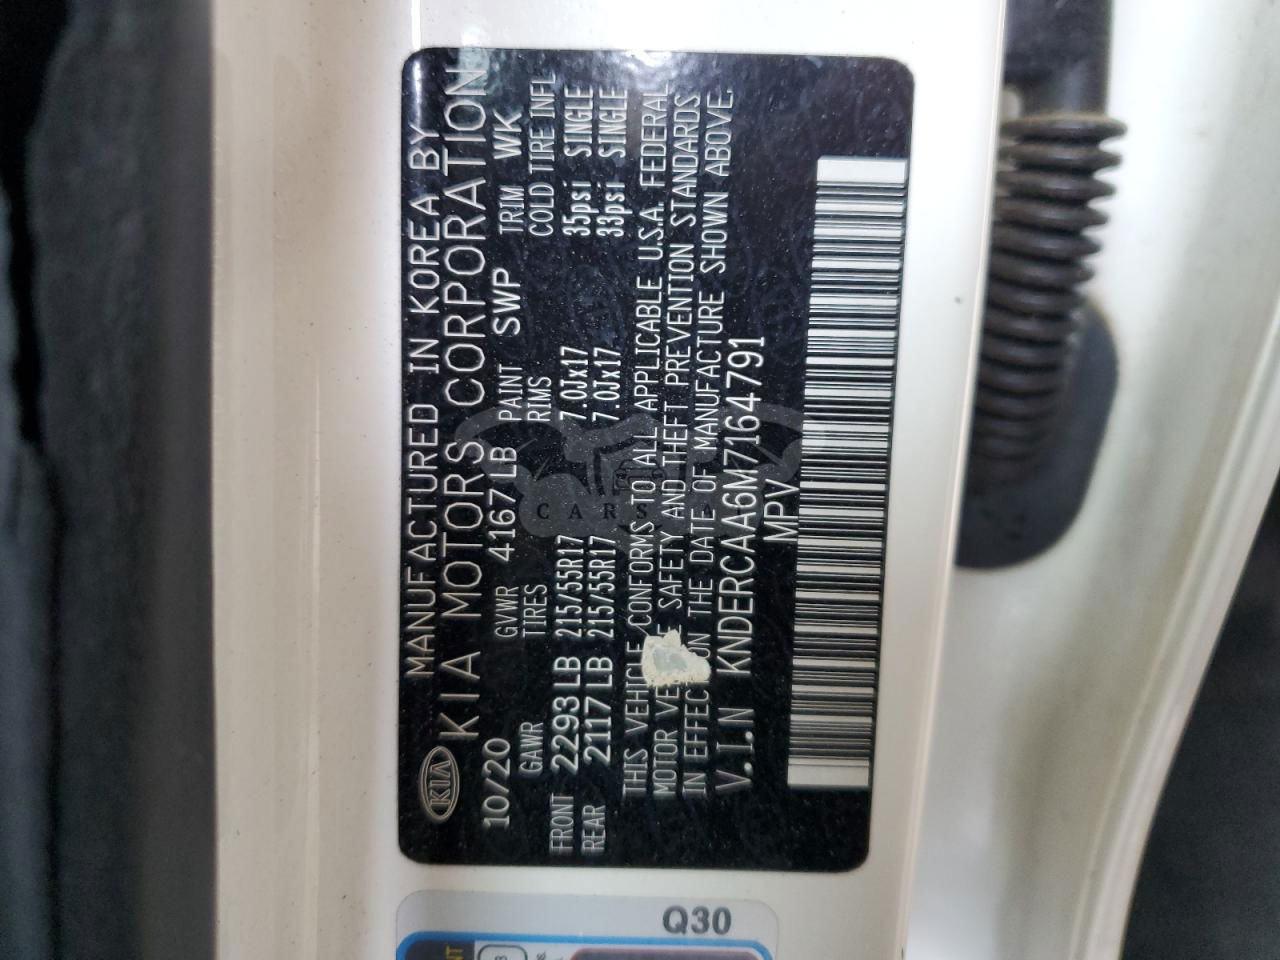 KIA
MANUFACTURED IN KOREA BY
KIA MOTORS CORPORATION
10/20 GVWR 4167 LB PAINT SWP TRIM WK
GAWR TIRES RIMS COLD TIRE INFL
FRONT 2293 LB 215/55R17 7.0Jx17 35psi SINGLE
REAR 2117 LB 215/55R17 7.0Jx17 33psi SINGLE
THIS VEHICLE CONFORMS TO ALL APPLICABLE U.S.A. FEDERAL
MOTOR SAFETY AND THEFT PREVENTION STANDARDS
IN EFFECT ON THE DATE OF MANUFACTURE SHOWN ABOVE.
V.I.N KNDERCAA6M7164791
MPV
Q30